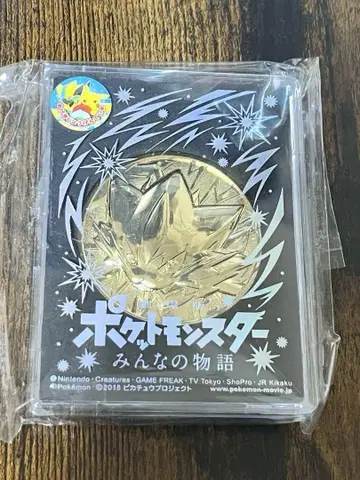 ポケットモンスター
みんなの物語
©Nintendo・Creatures・GAME FREAK・TV Tokyo・ShoPro・JR Kikaku
©Pokémon ©2018 ピカチュウプロジェクト
www.pokemon-movie.jp